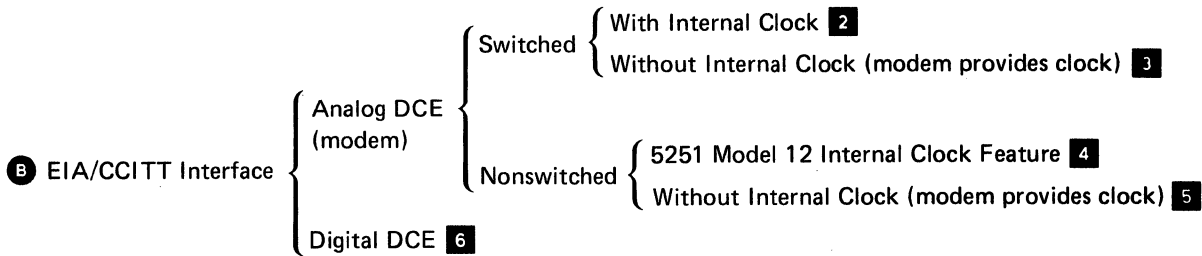 With Internal Clock 2
Switched
Without Internal Clock (modem provides clock) 3
Analog DCE
(modem)
5251 Model 12 Internal Clock Feature 4
B EIA/CCITT Interface
Nonswitched
Without Internal Clock (modem provides clock) 5
Digital DCE 6